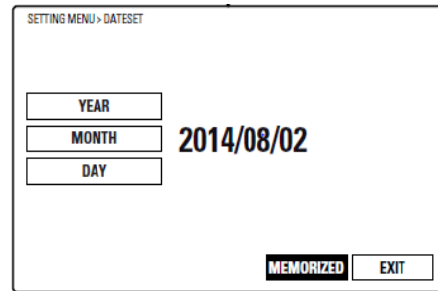 SETTING MENU> DATESET
YEAR
MONTH
2014/08/02
DAY
MEMORIZED
EXIT